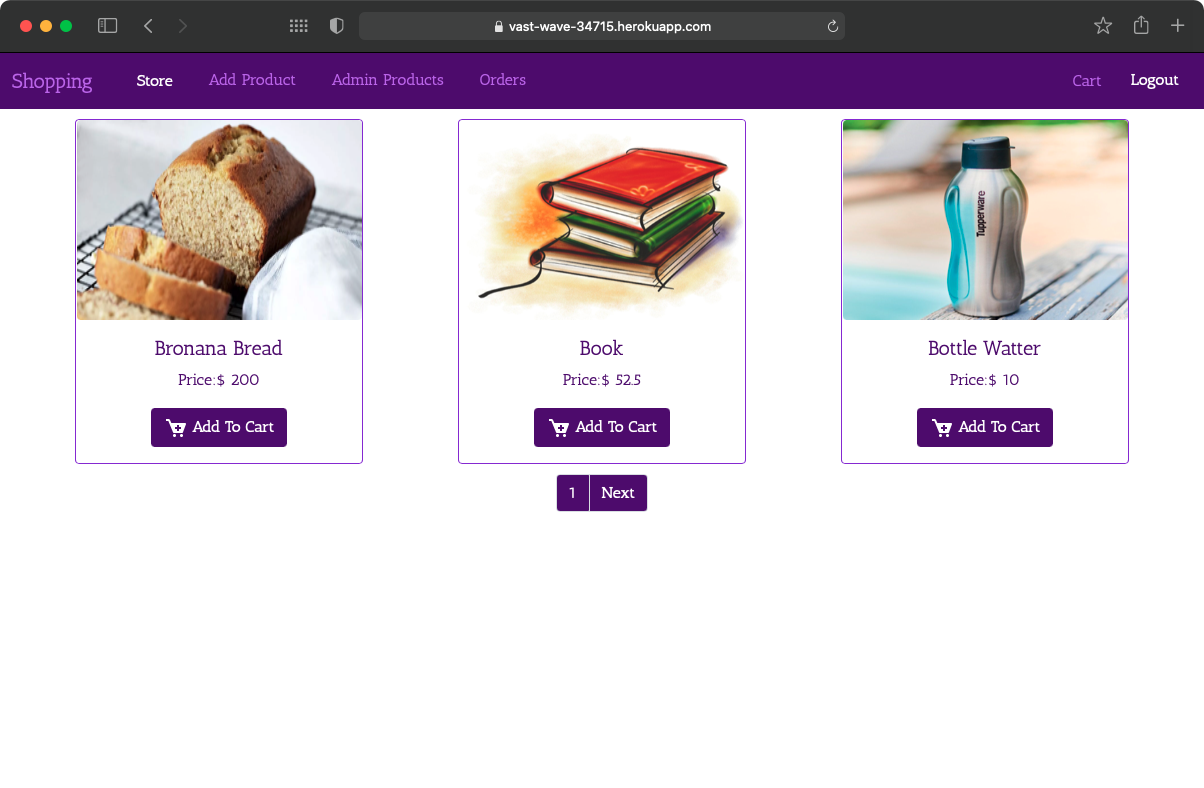 vast-wave-34715.herokuapp.com
Shopping Store Add Product Admin Products Orders Cart Logout
Tupperware
Bronana Bread Book Bottle Watter
Price:$ 200 Price:$ 52.5 Price:$ 10
Add To Cart Add To Cart Add To Cart
1 Next